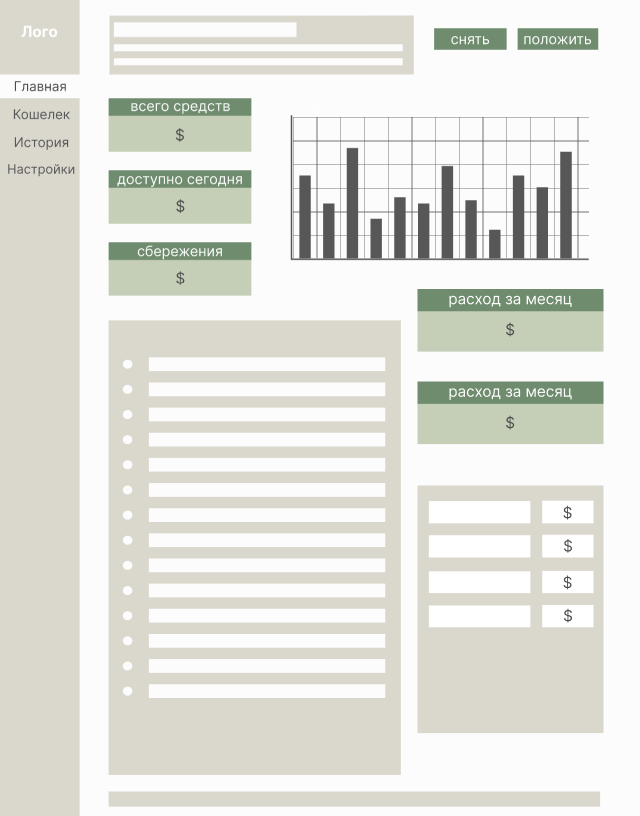 Лого
Главная
Кошелек
История
Настройки
снять
положить
всего средств
$
доступно сегодня
$
сбережения
$
расход за месяц
$
расход за месяц
$
$
$
$
$